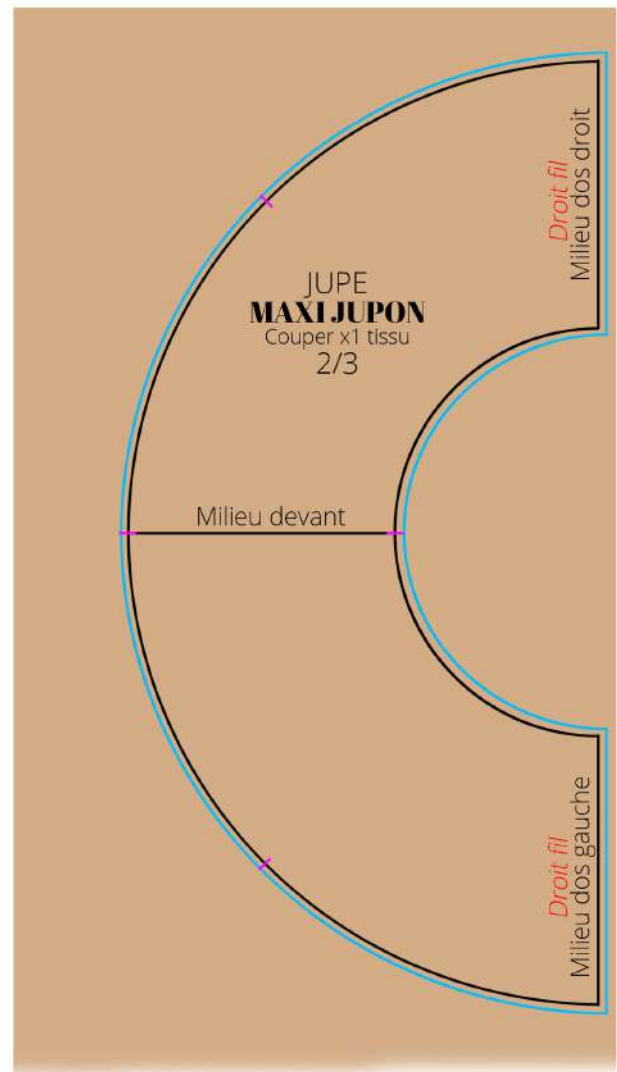 Droit fil
Milieu dos droit
JUPE
MAXI JUPON
Couper x1 tissu
2/3
Milieu devant
Droit fil
Milieu dos gauche